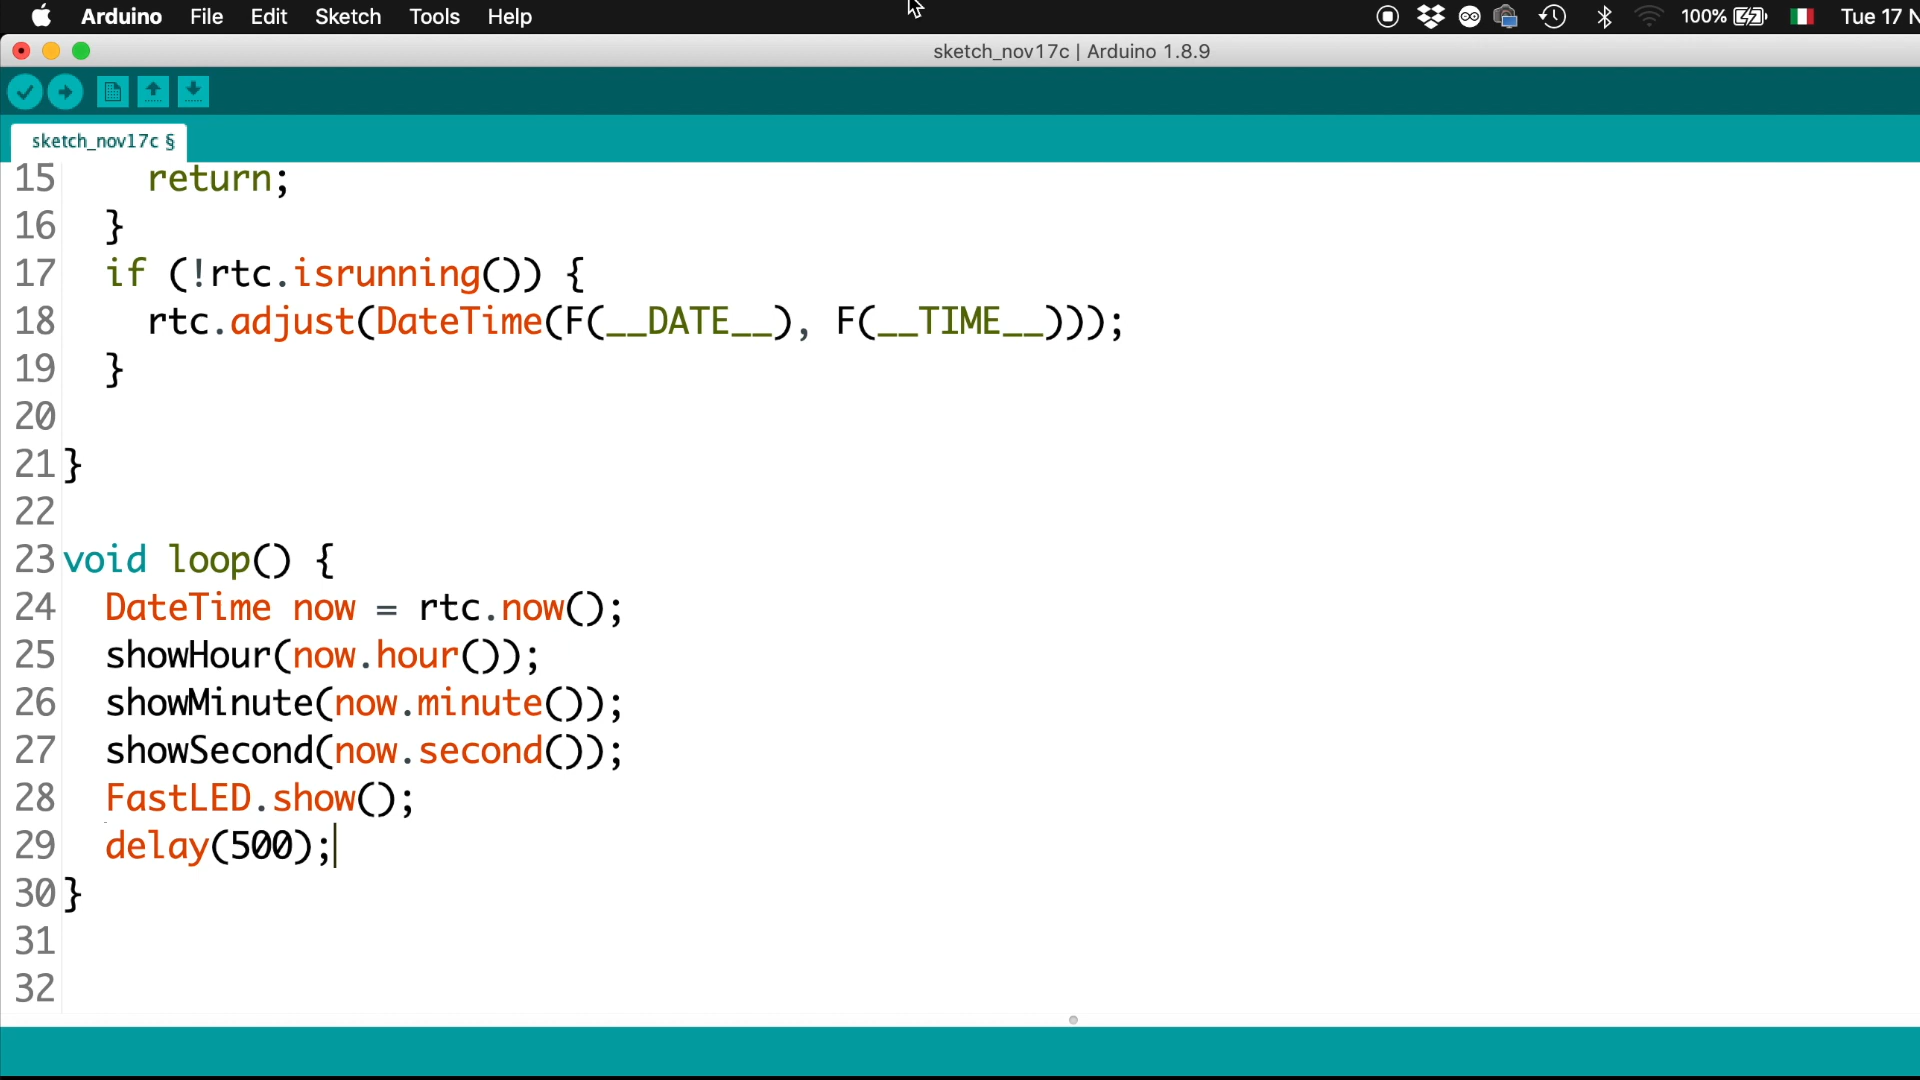 Arduino File Edit Sketch Tools Help 100% Tue 17 N
sketch_nov17c | Arduino 1.8.9
sketch_nov17c §
15 return;
16 }
17 if (!rtc.isrunning()) {
18 rtc.adjust(DateTime(F(__DATE__), F(__TIME__)));
19 }
20
21 }
22
23 void loop() {
24 DateTime now = rtc.now();
25 showHour(now.hour());
26 showMinute(now.minute());
27 showSecond(now.second());
28 FastLED.show();
29 delay(500);
30 }
31
32